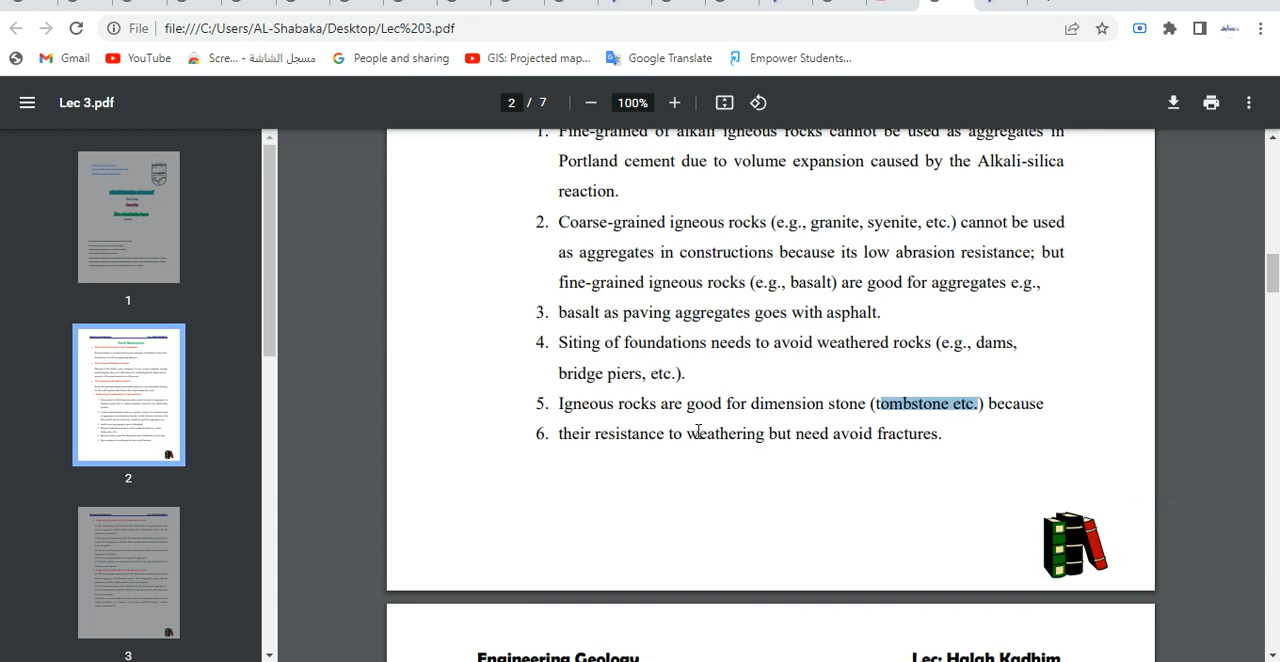 File file:///C:/Users/AL-Shabaka/Desktop/Lec%203.pdf
Gmail YouTube Scre... - مسجل الشاشة People and sharing GIS: Projected map... Google Translate Empower Students...
Lec 3.pdf 2 / 7 100%
1. Fine-grained of alkali igneous rocks cannot be used as aggregates in
Portland cement due to volume expansion caused by the Alkali-silica
reaction.
2. Coarse-grained igneous rocks (e.g., granite, syenite, etc.) cannot be used
as aggregates in constructions because its low abrasion resistance; but
fine-grained igneous rocks (e.g., basalt) are good for aggregates e.g.,
3. basalt as paving aggregates goes with asphalt.
4. Siting of foundations needs to avoid weathered rocks (e.g., dams,
bridge piers, etc.).
5. Igneous rocks are good for dimension stone (tombstone etc.) because
6. their resistance to weathering but need avoid fractures.
1
2
3
Engineering Geology Lec: Halah Kadhim